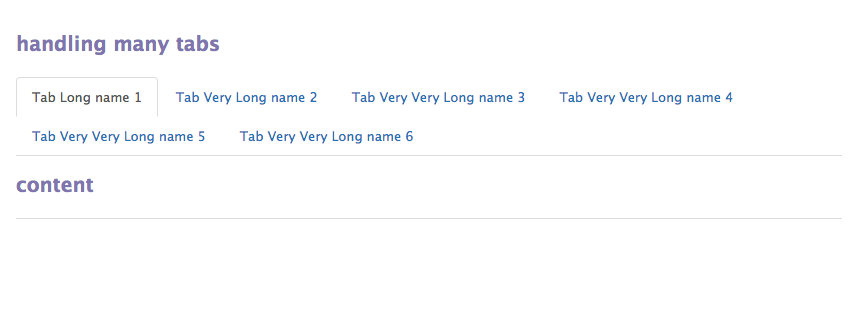 handling many tabs
Tab Long name 1 Tab Very Long name 2 Tab Very Very Long name 3 Tab Very Very Long name 4
Tab Very Very Long name 5 Tab Very Very Long name 6
content